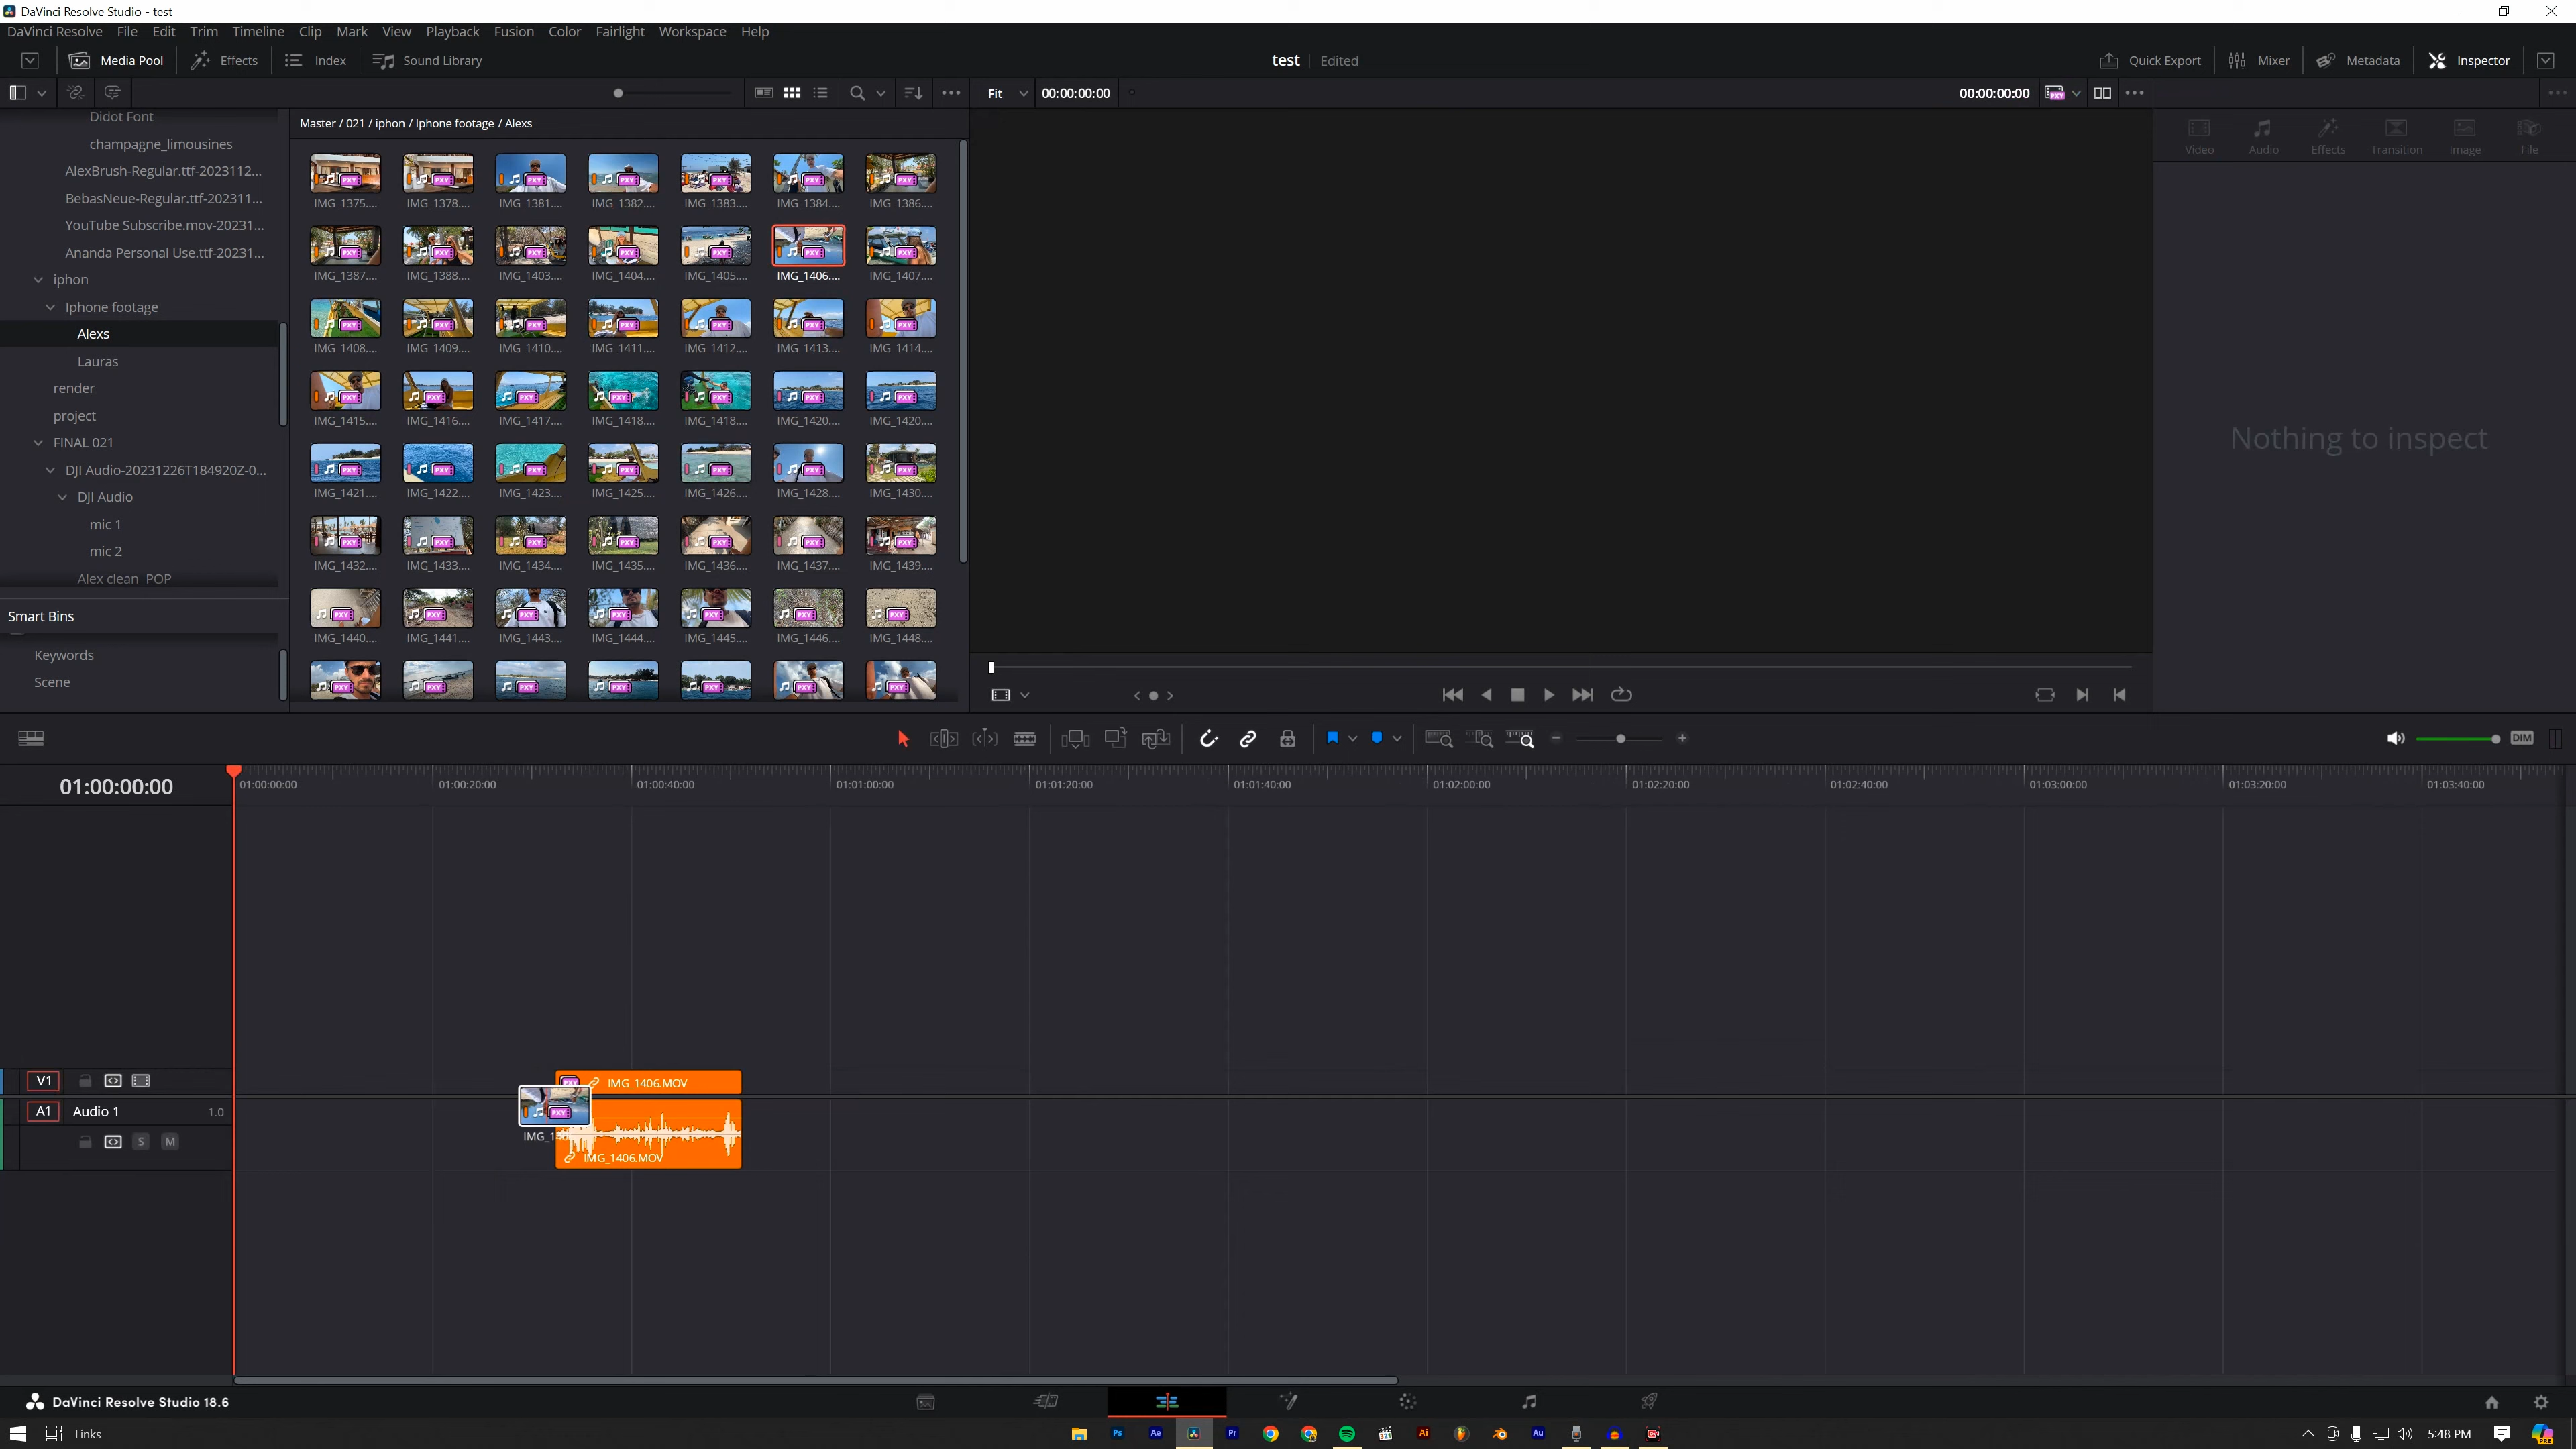 DaVinci Resolve Studio - test
DaVinci Resolve File Edit Trim Timeline Clip Mark View Playback Fusion Color Fairlight Workspace Help
Media Pool Effects Index Sound Library test Edited Quick Export Mixer Metadata Inspector
Fit 00:00:00:00 00:00:00:00
Master / 021 / iphon / Iphone footage / Alexs
Didot Font
champagne_limousines
AlexBrush-Regular.ttf-2023112...
BebasNeue-Regular.ttf-202311...
YouTube Subscribe.mov-20231...
Ananda Personal Use.ttf-20231...
iphon
Iphone footage
Alexs
Lauras
render
project
FINAL 021
DJI Audio-20231226T184920Z-0...
DJI Audio
mic 1
mic 2
Alex clean POP
Smart Bins
Keywords
Scene
IMG_1375.... IMG_1378.... IMG_1381.... IMG_1382.... IMG_1383.... IMG_1384.... IMG_1386....
IMG_1387.... IMG_1388.... IMG_1403.... IMG_1404.... IMG_1405.... IMG_1406.... IMG_1407....
IMG_1408.... IMG_1409.... IMG_1410.... IMG_1411.... IMG_1412.... IMG_1413.... IMG_1414....
IMG_1415.... IMG_1416.... IMG_1417.... IMG_1418.... IMG_1418.... IMG_1420.... IMG_1420....
IMG_1421.... IMG_1422.... IMG_1423.... IMG_1425.... IMG_1426.... IMG_1428.... IMG_1430....
IMG_1432.... IMG_1433.... IMG_1434.... IMG_1435.... IMG_1436.... IMG_1437.... IMG_1439....
IMG_1440.... IMG_1441.... IMG_1443.... IMG_1444.... IMG_1445.... IMG_1446.... IMG_1448....
Video Audio Effects Transition Image File
Nothing to inspect
DIM
01:00:00:00
01:00:00:00 01:00:20:00 01:00:40:00 01:01:00:00 01:01:20:00 01:01:40:00 01:02:00:00 01:02:20:00 01:02:40:00 01:03:00:00 01:03:20:00 01:03:40:00
V1 PXY IMG_1406.MOV
A1 Audio 1 1.0 PXY
S M IMG_1406.MOV
DaVinci Resolve Studio 18.6
Links Ps Ae Pr Ai Au 5:48 PM PRE